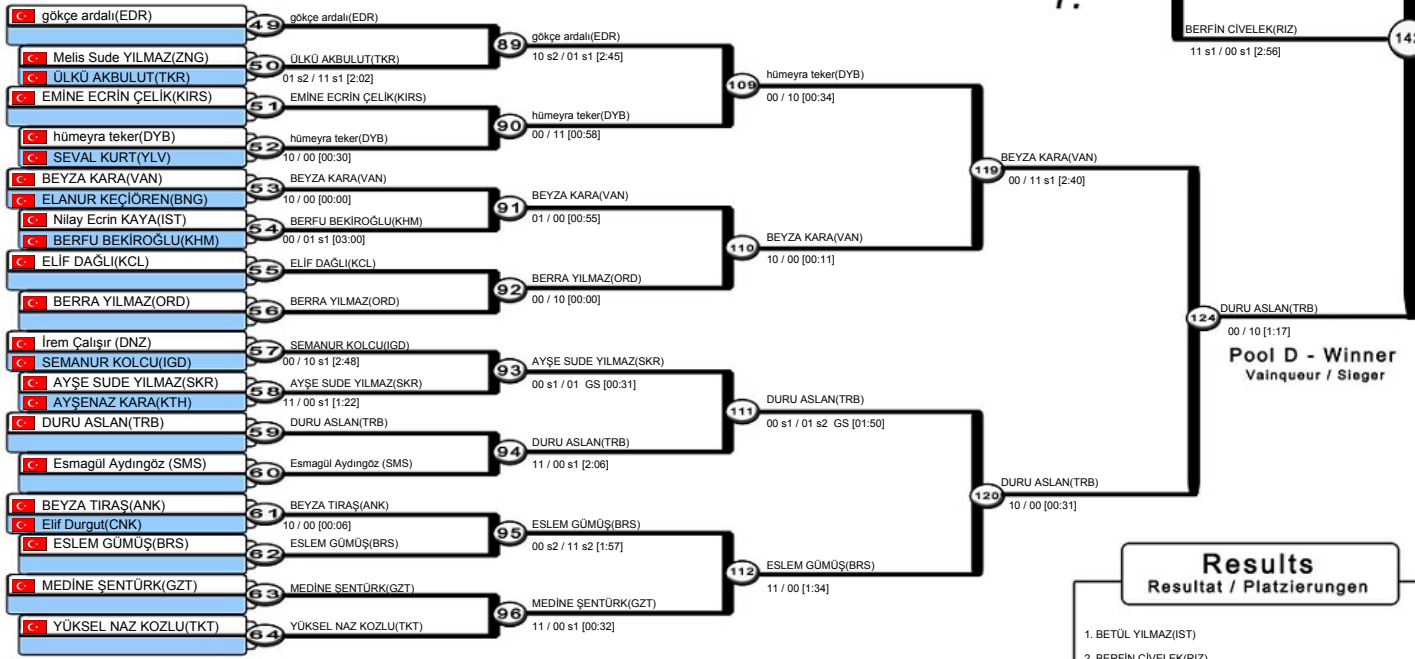 gökçe ardalı(EDR)
Melis Sude YILMAZ(ZNG)
ÜLKÜ AKBULUT(TKR)
EMİNE ECRİN ÇELİK(KIRS)
hümeyra teker(DYB)
SEVAL KURT(YLV)
BEYZA KARA(VAN)
ELANUR KEÇİÖREN(BNG)
Nilay Ecrin KAYA(IST)
BERFU BEKİROĞLU(KHM)
ELİF DAĞLI(KCL)
BERRA YILMAZ(ORD)
İrem Çalışır (DNZ)
SEMANUR KOLCU(IGD)
AYŞE SUDE YILMAZ(SKR)
AYŞENAZ KARA(KTH)
DURU ASLAN(TRB)
Esmagül Aydıngöz (SMS)
BEYZA TIRAŞ(ANK)
Elif Durgut(CNK)
ESLEM GÜMÜŞ(BRS)
MEDİNE ŞENTÜRK(GZT)
YÜKSEL NAZ KOZLU(TKT)
49 gökçe ardalı(EDR)
50 ÜLKÜ AKBULUT(TKR)
01 s2 / 11 s1 [2:02]
51 EMİNE ECRİN ÇELİK(KIRS)
52 hümeyra teker(DYB)
10 / 00 [00:30]
53 BEYZA KARA(VAN)
10 / 00 [00:00]
54 BERFU BEKİROĞLU(KHM)
00 / 01 s1 [03:00]
55 ELİF DAĞLI(KCL)
56 BERRA YILMAZ(ORD)
57 SEMANUR KOLCU(IGD)
00 / 10 s1 [2:48]
58 AYŞE SUDE YILMAZ(SKR)
11 / 00 s1 [1:22]
59 DURU ASLAN(TRB)
60 Esmagül Aydıngöz (SMS)
61 BEYZA TIRAŞ(ANK)
10 / 00 [00:06]
62 ESLEM GÜMÜŞ(BRS)
63 MEDİNE ŞENTÜRK(GZT)
64 YÜKSEL NAZ KOZLU(TKT)
89 gökçe ardalı(EDR)
10 s2 / 01 s1 [2:45]
90 hümeyra teker(DYB)
00 / 11 [00:58]
91 BEYZA KARA(VAN)
01 / 00 [00:55]
92 BERRA YILMAZ(ORD)
00 / 10 [00:00]
93 AYŞE SUDE YILMAZ(SKR)
00 s1 / 01 GS [00:31]
94 DURU ASLAN(TRB)
11 / 00 s1 [2:06]
95 ESLEM GÜMÜŞ(BRS)
00 s2 / 11 s2 [1:57]
96 MEDİNE ŞENTÜRK(GZT)
11 / 00 s1 [00:32]
109 hümeyra teker(DYB)
00 / 10 [00:34]
110 BEYZA KARA(VAN)
10 / 00 [00:11]
111 DURU ASLAN(TRB)
00 s1 / 01 s2 GS [01:50]
112 ESLEM GÜMÜŞ(BRS)
11 / 00 [1:34]
119 BEYZA KARA(VAN)
00 / 11 s1 [2:40]
120 DURU ASLAN(TRB)
10 / 00 [00:31]
BERFİN CİVELEK(RIZ)
11 s1 / 00 s1 [2:56]
124 DURU ASLAN(TRB)
00 / 10 [1:17]
Pool D - Winner
Vainqueur / Sieger
Results
Resultat / Platzierungen
1. BETÜL YILMAZ(IST)
2. BERFİN CİVELEK(RIZ)